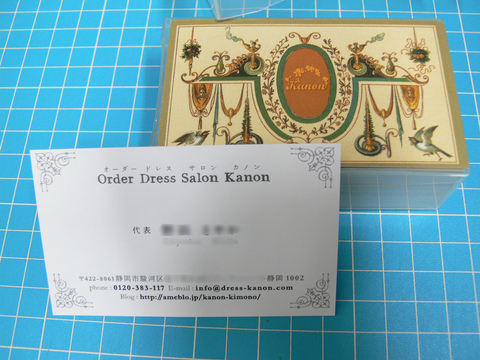 Kanon
オーダー ドレス サロン カノン
Order Dress Salon Kanon
代表
〒422-8061静岡市駿河区
静岡 1002
phone : 0120-383-117 E-mail : info@dress-kanon.com
Blog : http://ameblo.jp/kanon-kimono/